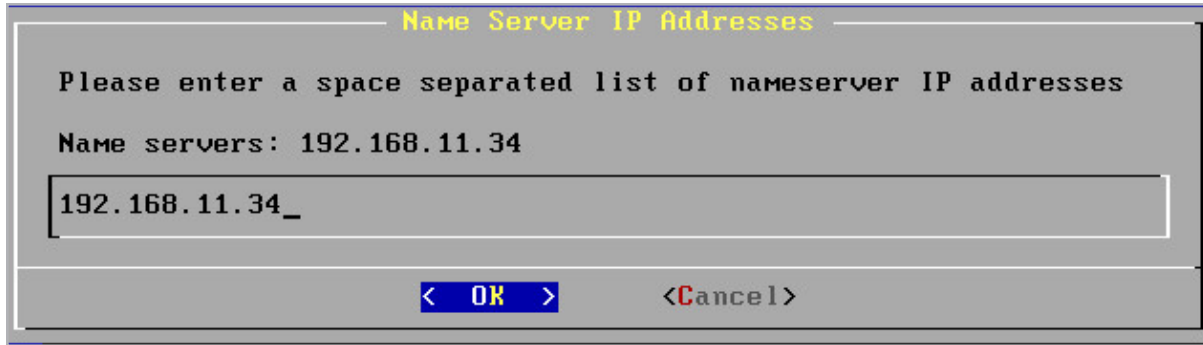 Name Server IP Addresses
Please enter a space separated list of nameserver IP addresses
Name servers: 192.168.11.34
192.168.11.34_
< OK > <Cancel>